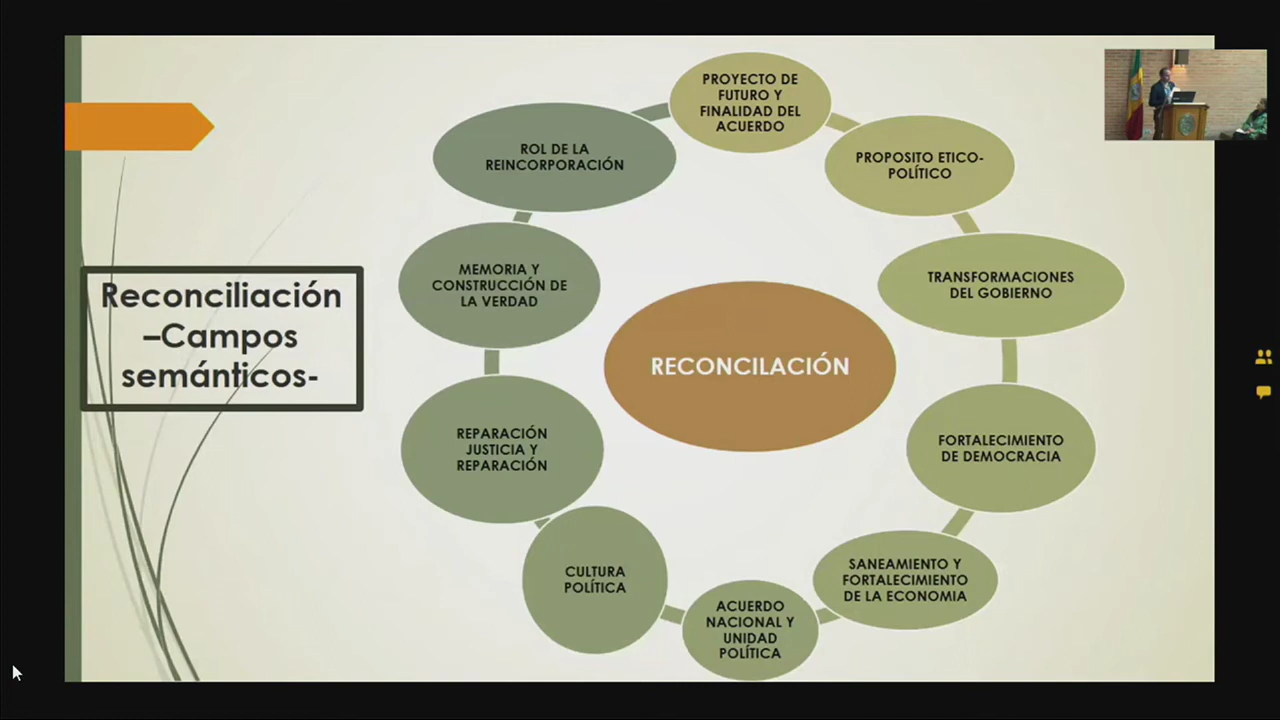 Reconciliación
–Campos
semánticos-
PROYECTO DE
FUTURO Y
FINALIDAD DEL
ACUERDO
PROPOSITO ETICO-
POLÍTICO
TRANSFORMACIONES
DEL GOBIERNO
FORTALECIMIENTO
DE DEMOCRACIA
SANEAMIENTO Y
FORTALECIMIENTO
DE LA ECONOMIA
ACUERDO
NACIONAL Y
UNIDAD
POLÍTICA
CULTURA
POLÍTICA
REPARACIÓN
JUSTICIA Y
REPARACIÓN
MEMORIA Y
CONSTRUCCIÓN DE
LA VERDAD
ROL DE LA
REINCORPORACIÓN
RECONCILACIÓN